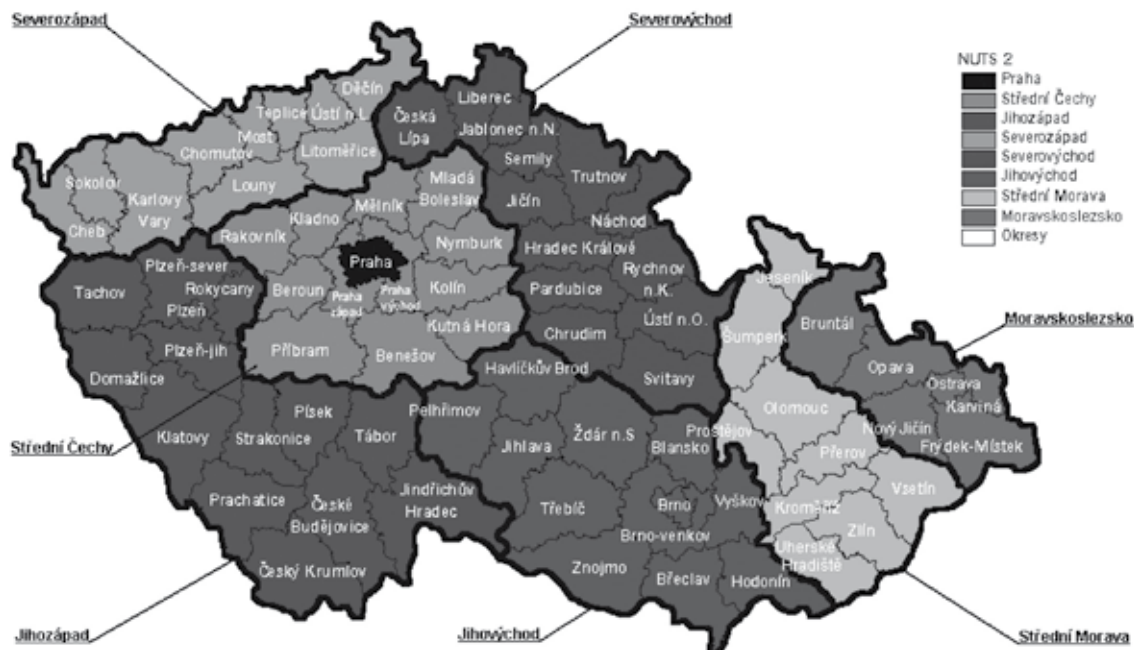 Severozápad
Severovýchod
NUTS 2
Praha
Střední Čechy
Jihozápad
Severozápad
Severovýchod
Jihovýchod
Střední Morava
Moravskoslezsko
Okresy
Děčín
Teplice
Ústí n.L.
Most
Chomutov
Litoměřice
Sokolov
Karlovy
Vary
Louny
Cheb
Česká
Lípa
Liberec
Jablonec n.N.
Semily
Trutnov
Jičín
Náchod
Mladá
Boleslav
Mělník
Kladno
Rakovník
Nymburk
Praha
Hradec Králově
Rychnov
n.K.
Plzeň-sever
Rokycany
Tachov
Plzeň
Beroun
Praha
západ
Praha
východ
Kolín
Pardubice
Jeseník
Kutná Hora
Chrudim
Ústí n.O.
Šumperk
Bruntál
Moravskoslezsko
Plzeň-jih
Příbram
Benešov
Havlíčkův Brod
Svitavy
Opava
Ostrava
Karviná
Domažlice
Písek
Pelhřimov
Olomouc
Klatovy
Strakonice
Tábor
Jihlava
Žďár n.S
Blansko
Prostějov
Nový Jičín
Frýdek-Místek
Střední Čechy
Přerov
Prachatice
České
Budějovice
Jindřichův
Hradec
Třebíč
Brno
Vyškov
Kroměříž
Vsetín
Zlín
Brno-venkov
Uherské
Hradiště
Český Krumlov
Znojmo
Břeclav
Hodonín
Jihozápad
Jihovýchod
Střední Morava